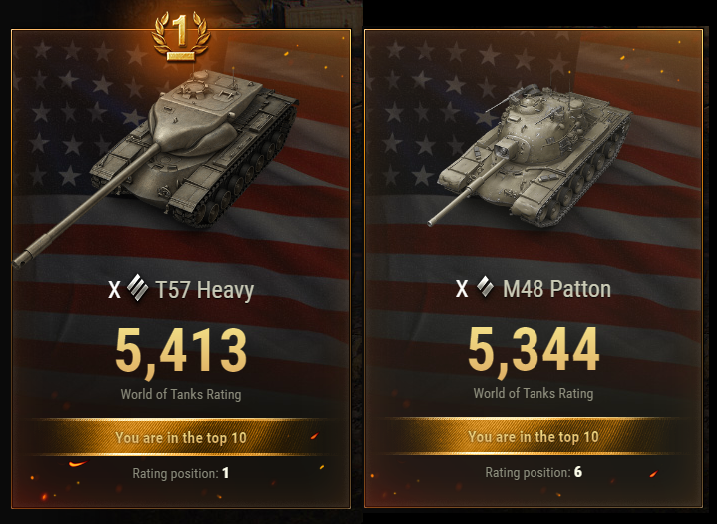 1
X T57 Heavy
5,413
World of Tanks Rating
You are in the top 10
Rating position: 1
X M48 Patton
5,344
World of Tanks Rating
You are in the top 10
Rating position: 6